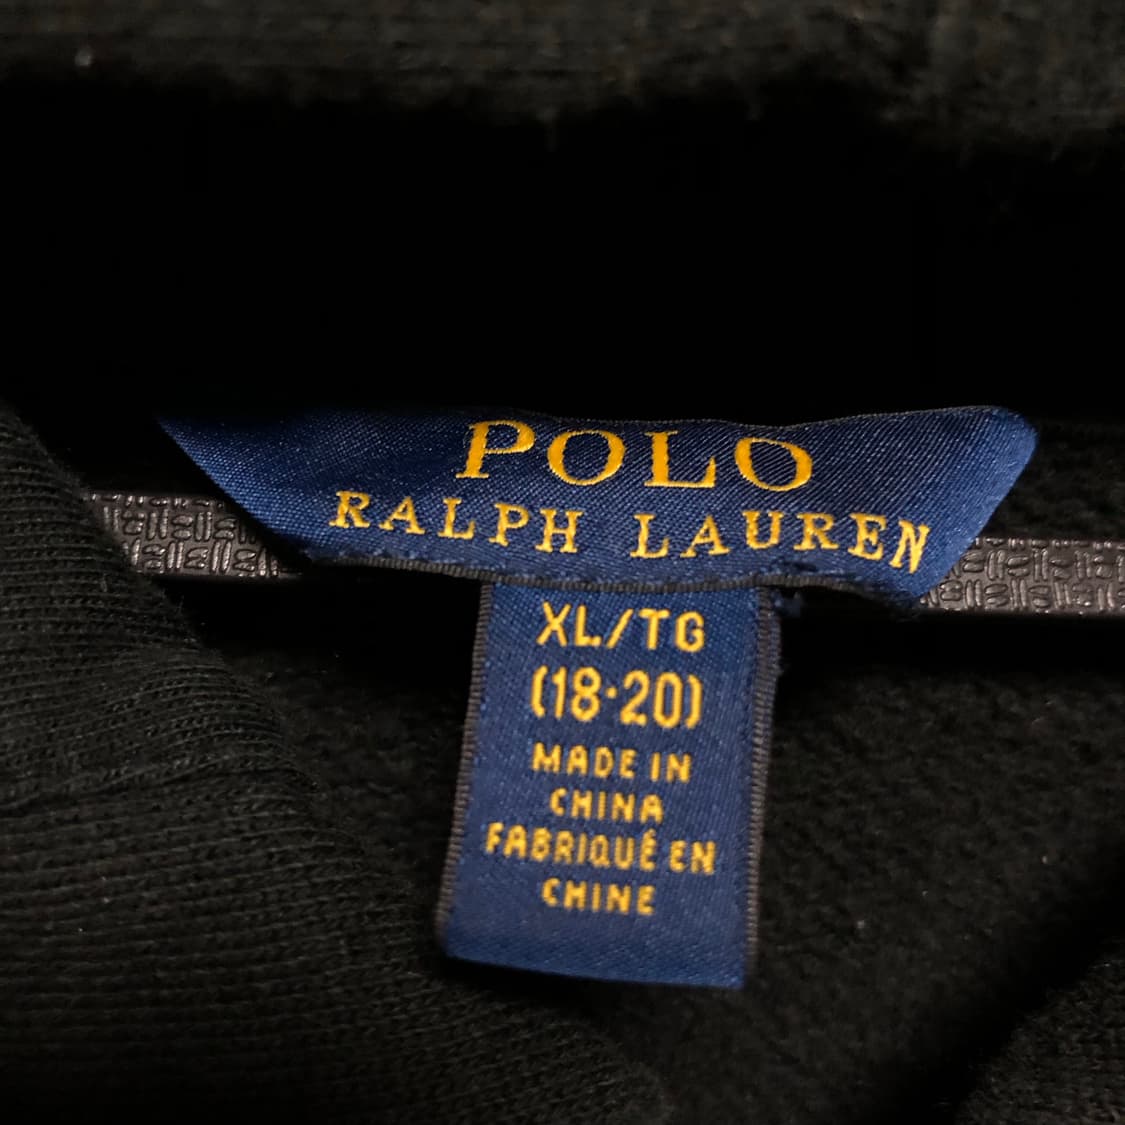 POLO
RALPH LAUREN
XL/TG
(18-20)
MADE IN
CHINA
FABRIQUÉ EN
CHINE